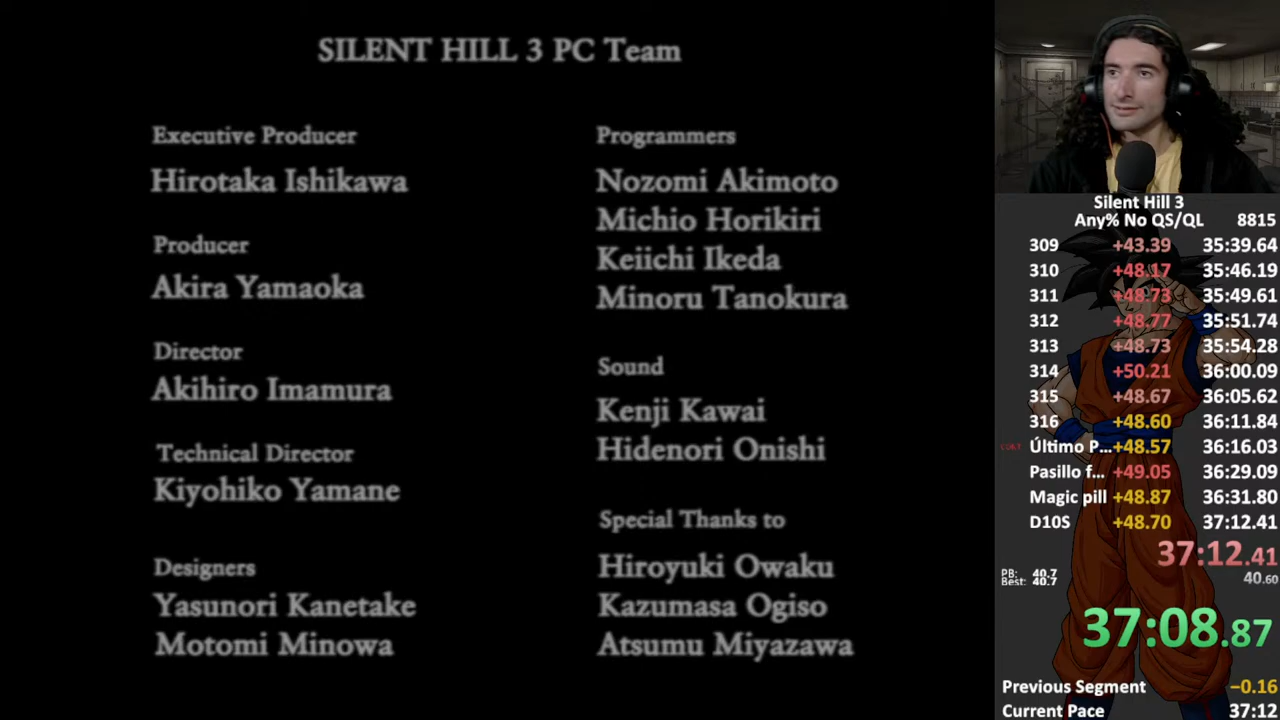 SILENT HILL 3 PC Team
Executive Producer
Hirotaka Ishikawa
Producer
Akira Yamaoka
Director
Akihiro Imamura
Technical Director
Kiyohiko Yamane
Designers
Yasunori Kanetake
Motomi Minowa
Programmers
Nozomi Akimoto
Michio Horikiri
Keiichi Ikeda
Minoru Tanokura
Sound
Kenji Kawai
Hidenori Onishi
Special Thanks to
Hiroyuki Owaku
Kazumasa Ogiso
Atsumu Miyazawa
Silent Hill 3
Any% No QS/QL 8815
309 +43.39 35:39.64
310 +48.17 35:46.19
311 +48.73 35:49.61
312 +48.77 35:51.74
313 +48.73 35:54.28
314 +50.21 36:00.09
315 +48.67 36:05.62
316 +48.60 36:11.84
Último P... +48.57 36:16.03
Pasillo f... +49.05 36:29.09
Magic pill +48.87 36:31.80
D10S +48.70 37:12.41
37:12.41
PB: 40.7 40.60
Best: 40.7
37:08.87
Previous Segment −0.16
Current Pace 37:12